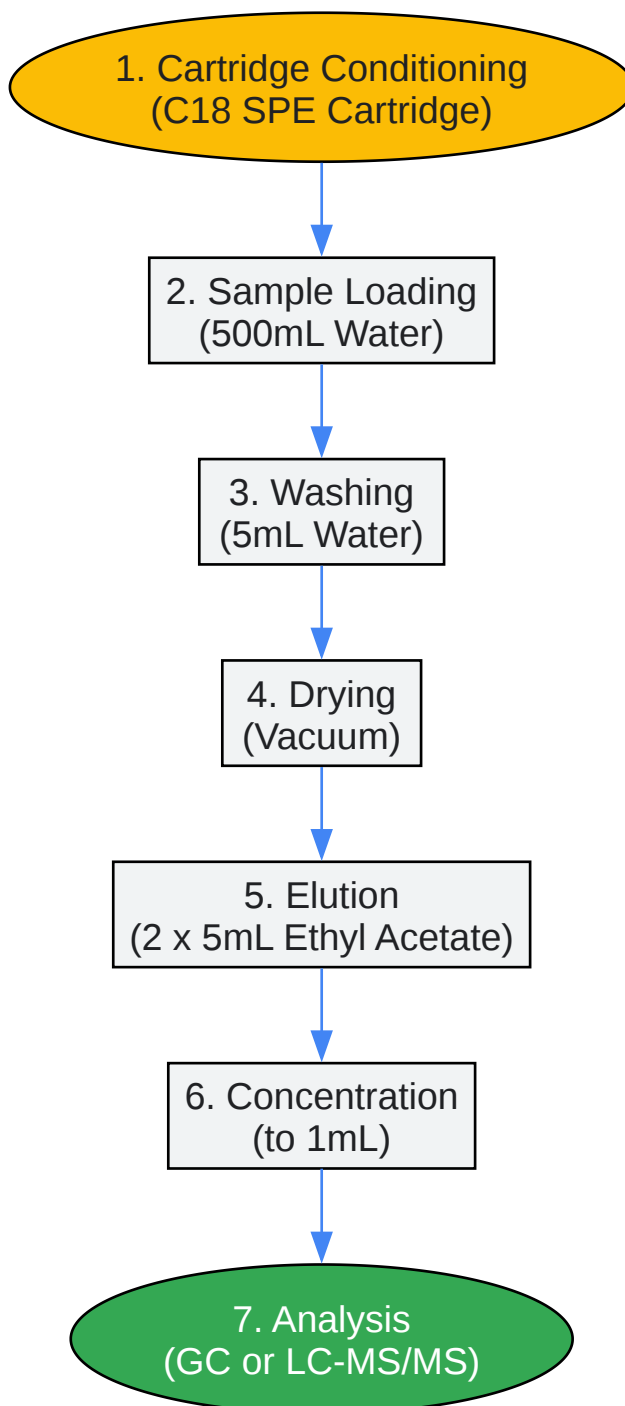 1. Cartridge Conditioning
(C18 SPE Cartridge)
2. Sample Loading
(500mL Water)
3. Washing
(5mL Water)
4. Drying
(Vacuum)
5. Elution
(2 x 5mL Ethyl Acetate)
6. Concentration
(to 1mL)
7. Analysis
(GC or LC-MS/MS)